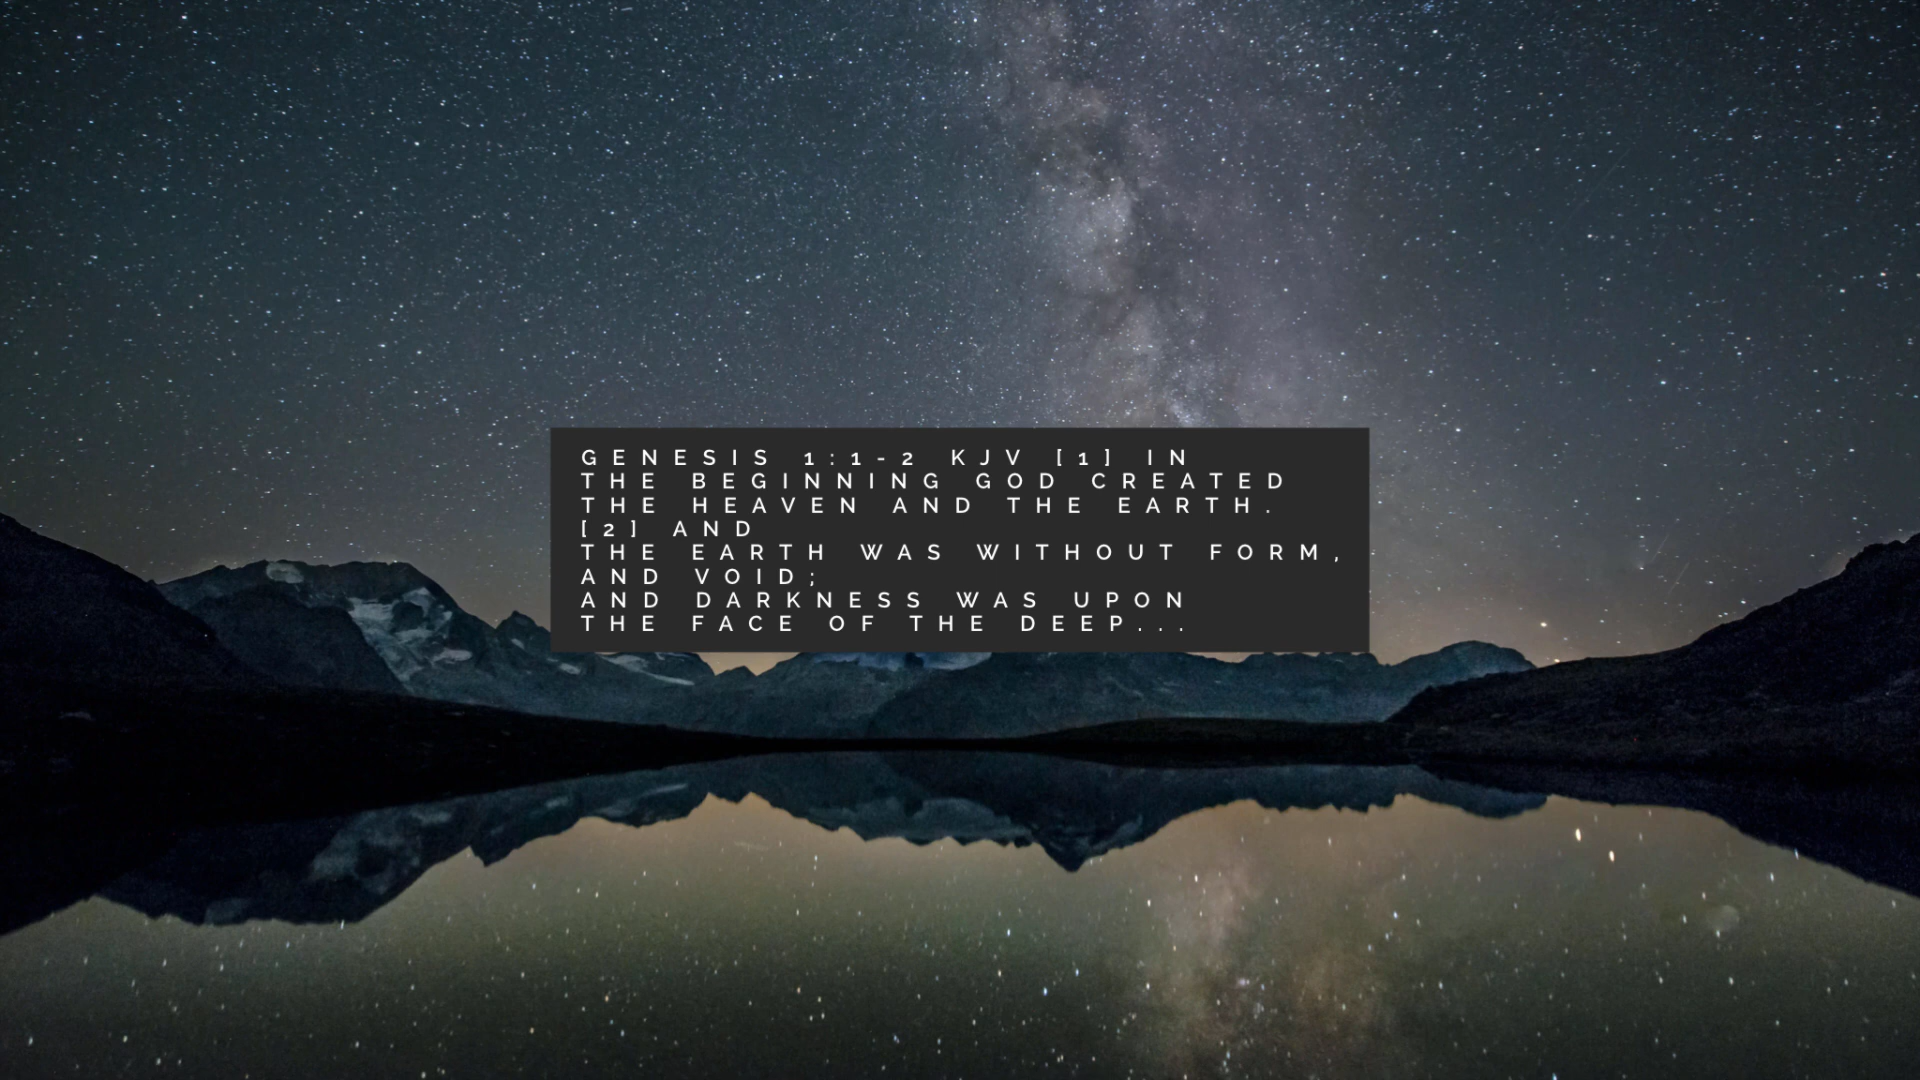 GENESIS 1:1-2 KJV [1] IN
THE BEGINNING GOD CREATED
THE HEAVEN AND THE EARTH.
[2] AND
THE EARTH WAS WITHOUT FORM,
AND VOID;
AND DARKNESS WAS UPON
THE FACE OF THE DEEP...